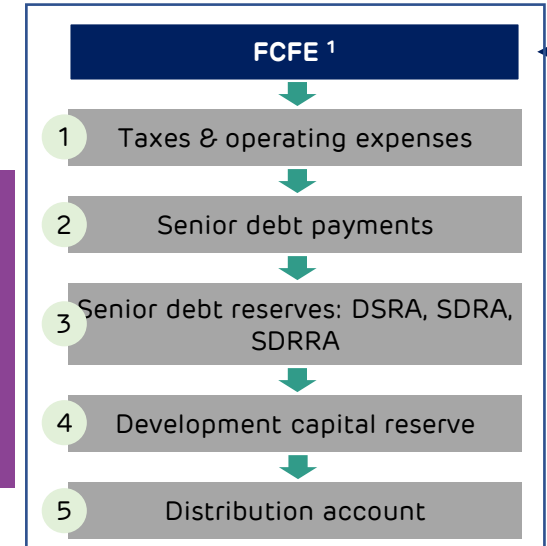 FCFE 1
1 Taxes & operating expenses
2 Senior debt payments
3 Senior debt reserves: DSRA, SDRA,
SDRRA
4 Development capital reserve
5 Distribution account